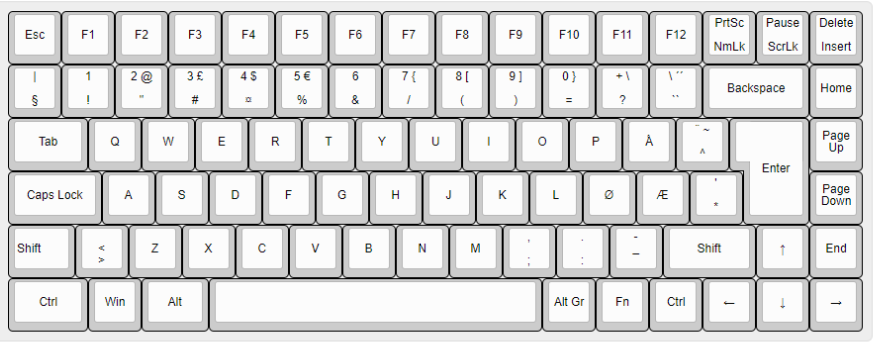 Esc F1 F2 F3 F4 F5 F6 F7 F8 F9 F10 F11 F12 PrtSc Pause Delete
NmLk ScrLk Insert
| 1 2 @ 3 £ 4 $ 5 € 6 7 { 8 [ 9 ] 0 } + \ \ ´´ Backspace Home
§ ! " # ¤ % & / ( ) = ? ``
Tab Q W E R T Y U I O P Å ¨ ~ Page Up
^ Enter
Caps Lock A S D F G H J K L Ø Æ ' Page Down
*
Shift < Z X C V B N M , . - Shift ↑ End
> ; : _
Ctrl Win Alt Alt Gr Fn Ctrl ← ↓ →